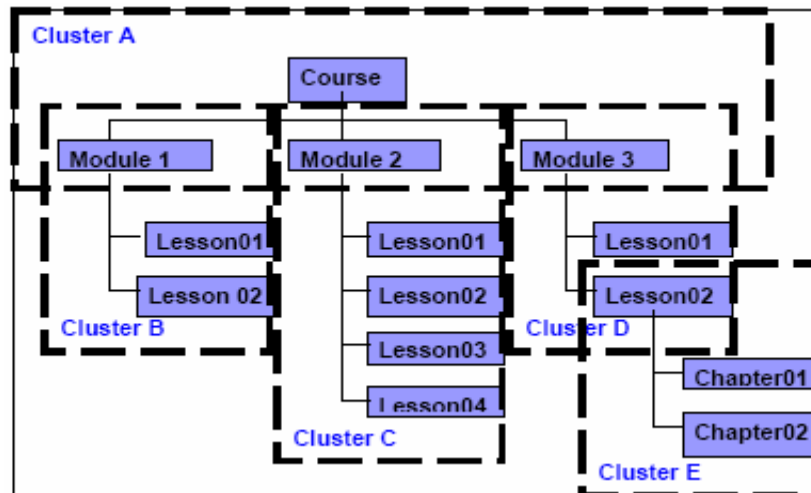 Cluster A
Course
Module 1
Module 2
Module 3
Lesson01
Lesson01
Lesson01
Lesson 02
Lesson02
Lesson02
Cluster B
Lesson03
Cluster D
Chapter01
Lesson04
Chapter02
Cluster C
Cluster E